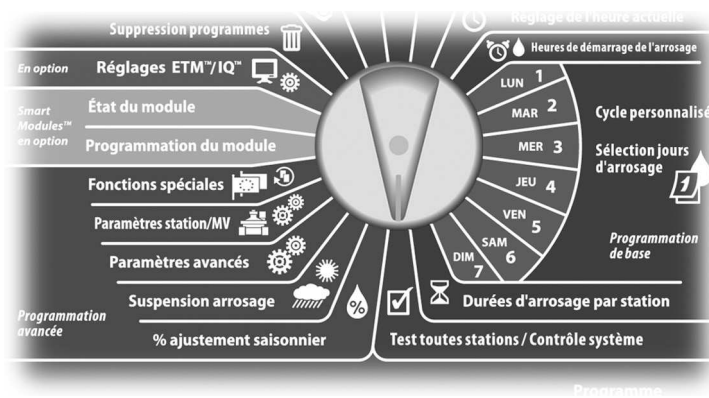 Suppression programmes
Réglage de l'heure actuelle
En option
Réglages ETM™/IQ™
Heures de démarrage de l'arrosage
Smart
Modules™
en option
État du module
Programmation du module
LUN 1
MAR 2
MER 3
JEU 4
VEN 5
SAM 6
DIM 7
Cycle personnalisé
Sélection jours
d'arrosage
1
Programmation
de base
Fonctions spéciales
Paramètres station/MV
Paramètres avancés
Suspension arrosage
Programmation
avancée
% ajustement saisonnier
%
Durées d'arrosage par station
Test toutes stations / Contrôle système
Programme